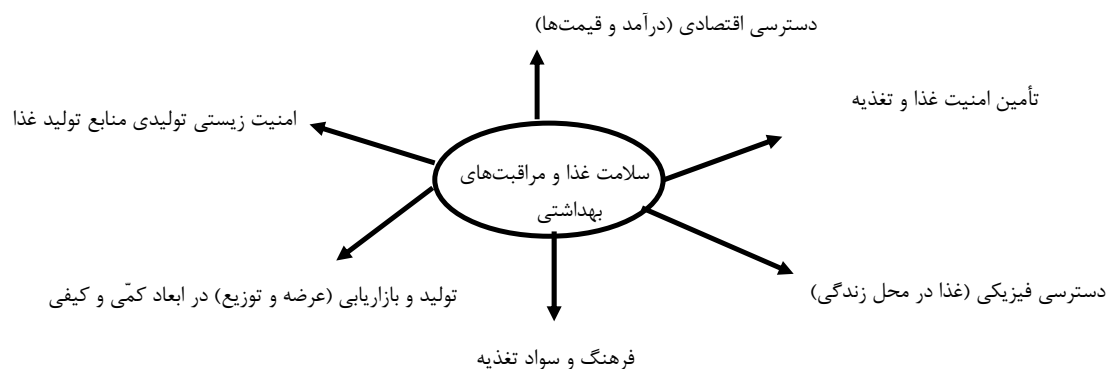 دسترسی اقتصادی (درآمد و قیمت‌ها)
تأمین امنیت غذا و تغذیه
امنیت زیستی تولیدی منابع تولید غذا
سلامت غذا و مراقبت‌های
بهداشتی
دسترسی فیزیکی (غذا در محل زندگی)
تولید و بازاریابی (عرضه و توزیع) در ابعاد کمّی و کیفی
فرهنگ و سواد تغذیه